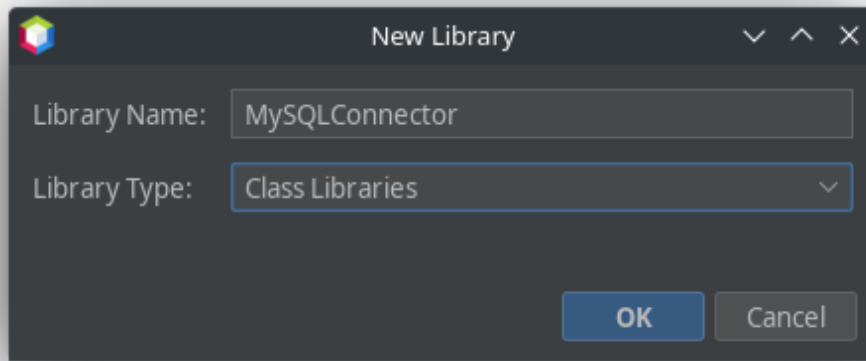 New Library
Library Name: MySQLConnector
Library Type: Class Libraries
OK Cancel